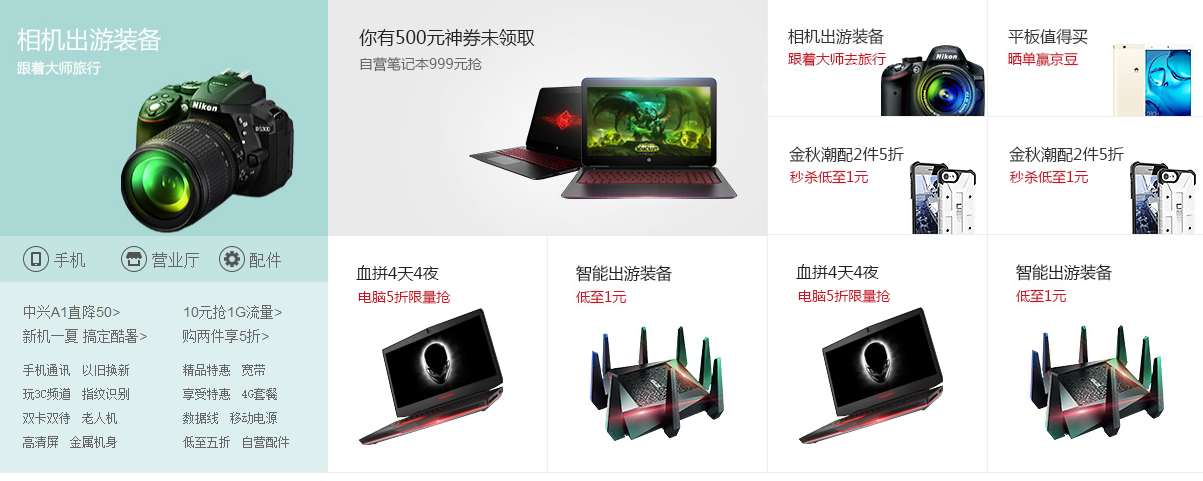 相机出游装备
跟着大师旅行
Nikon
D5300
手机
营业厅
配件
中兴A1直降50>
10元抢1G流量>
新机一夏 搞定酷暑>
购两件享5折>
手机通讯 以旧换新
精品特惠 宽带
玩3C频道 指纹识别
享受特惠 4G套餐
双卡双待 老人机
数据线 移动电源
高清屏 金属机身
低至五折 自营配件
你有500元神券未领取
自营笔记本999元抢
相机出游装备
跟着大师去旅行
Nikon
平板值得买
晒单赢京豆
金秋潮配2件5折
秒杀低至1元
金秋潮配2件5折
秒杀低至1元
血拼4天4夜
电脑5折限量抢
智能出游装备
低至1元
血拼4天4夜
电脑5折限量抢
智能出游装备
低至1元